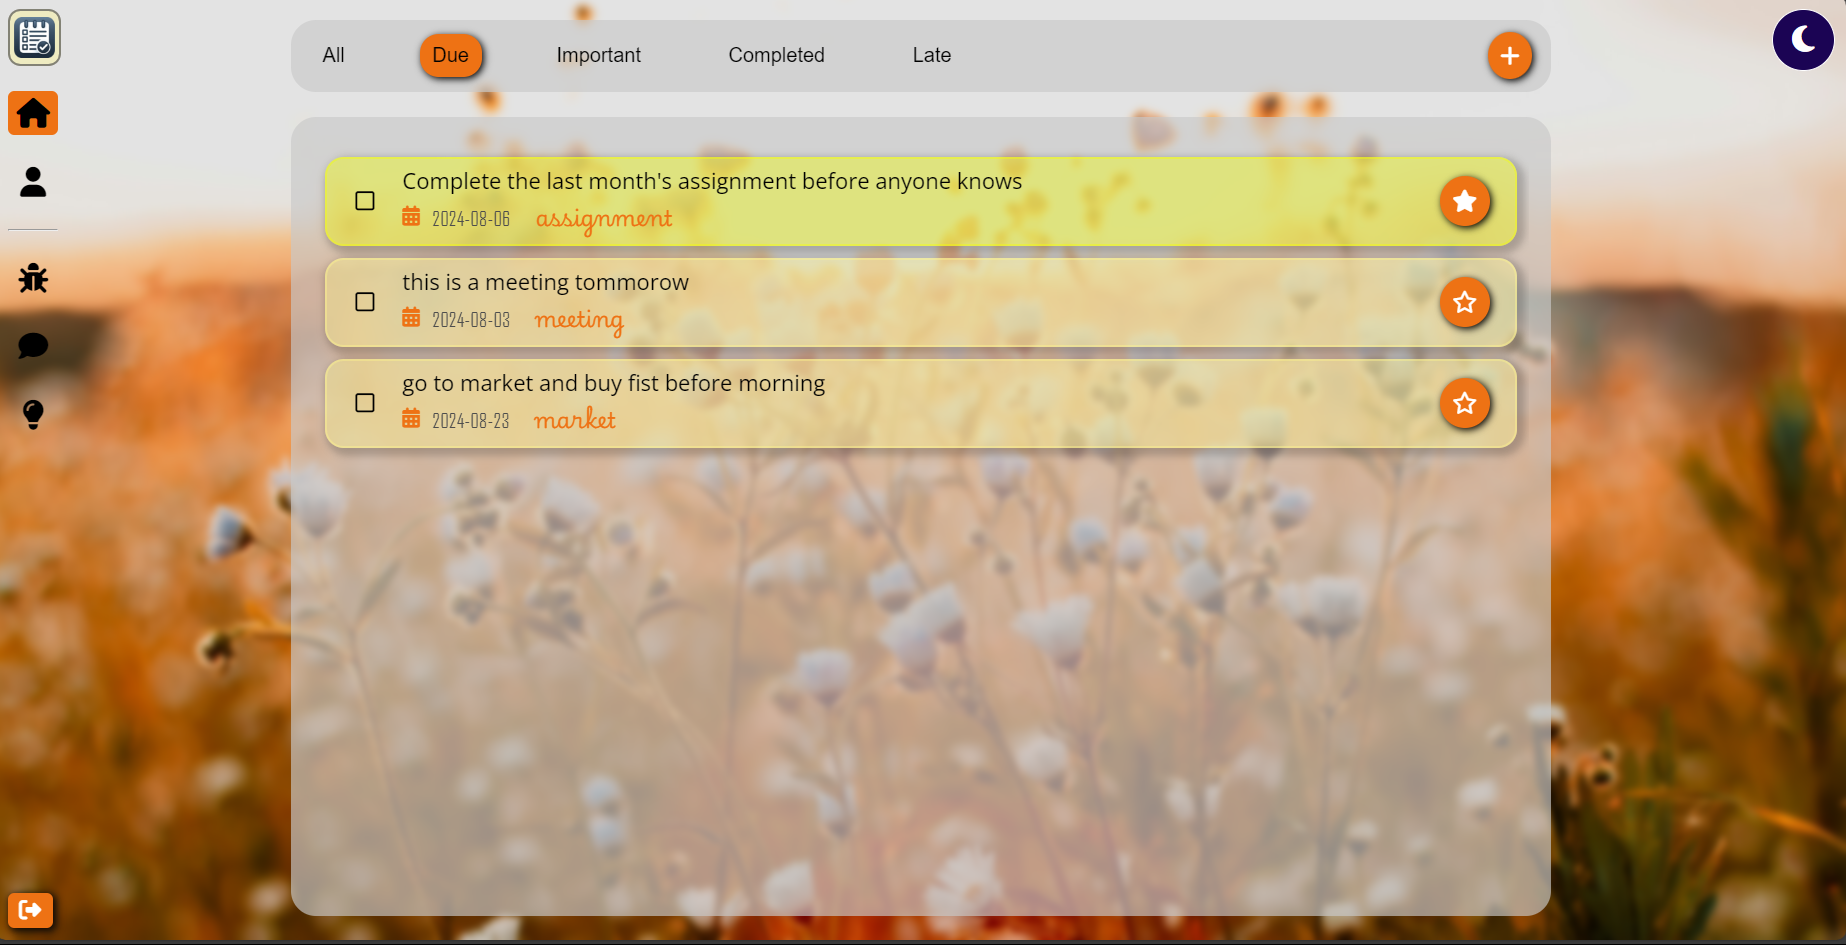 All
Due
Important
Completed
Late
Complete the last month's assignment before anyone knows
2024-08-06 assignment
this is a meeting tommorow
2024-08-03 meeting
go to market and buy fist before morning
2024-08-23 market